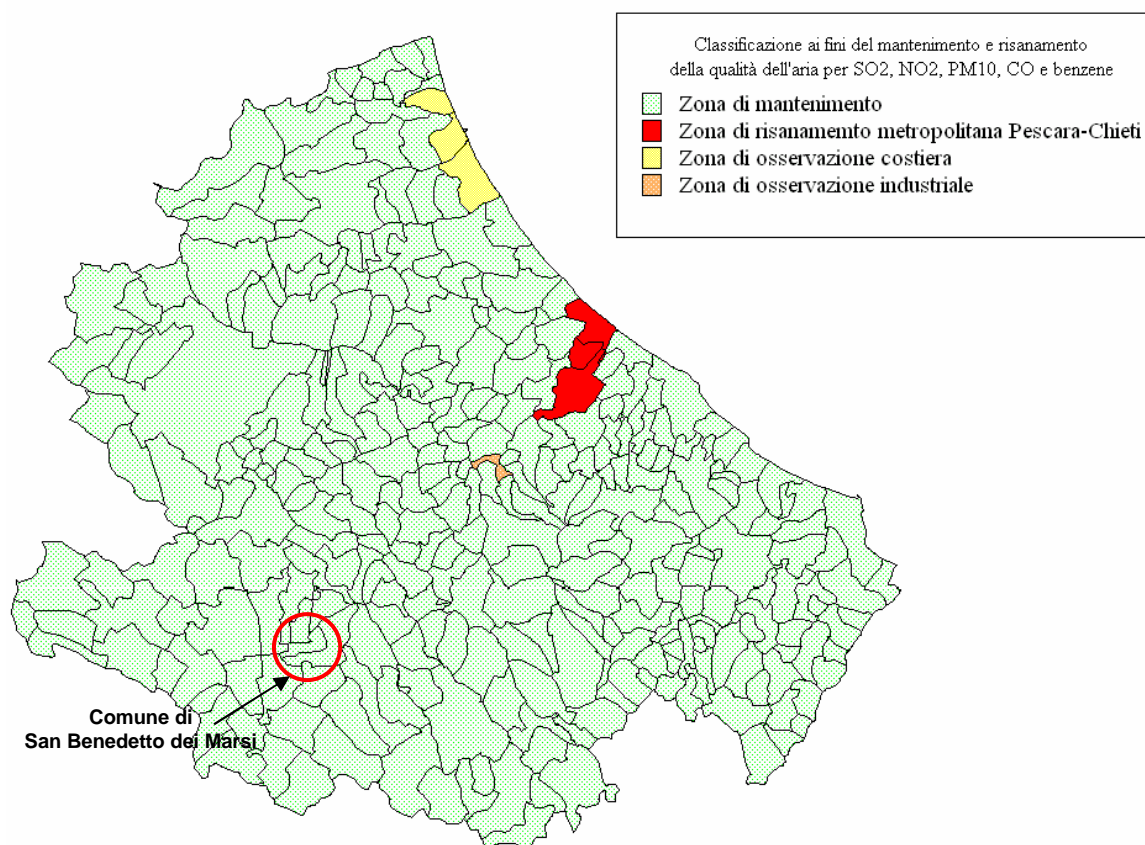 Classificazione ai fini del mantenimento e risanamento
della qualità dell'aria per SO2, NO2, PM10, CO e benzene
Zona di mantenimento
Zona di risanamemto metropolitana Pescara-Chieti
Zona di osservazione costiera
Zona di osservazione industriale
Comune di
San Benedetto dei Marsi